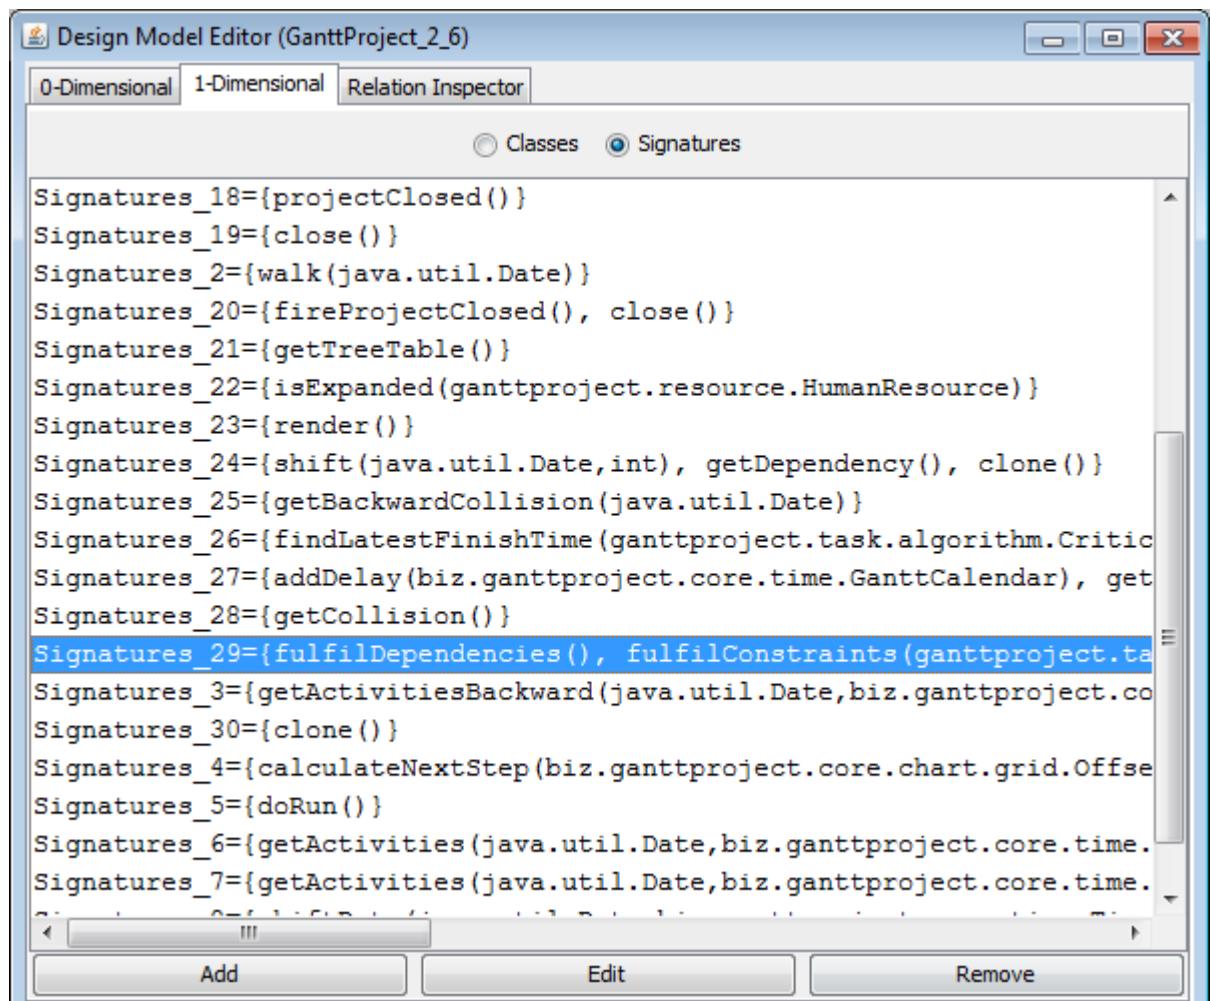 Design Model Editor (GanttProject_2_6)
0-Dimensional 1-Dimensional Relation Inspector
Classes Signatures
Signatures_18={projectClosed()}
Signatures_19={close()}
Signatures_2={walk(java.util.Date)}
Signatures_20={fireProjectClosed(), close()}
Signatures_21={getTreeTable()}
Signatures_22={isExpanded(ganttproject.resource.HumanResource)}
Signatures_23={render()}
Signatures_24={shift(java.util.Date,int), getDependency(), clone()}
Signatures_25={getBackwardCollision(java.util.Date)}
Signatures_26={findLatestFinishTime(ganttproject.task.algorithm.Critic
Signatures_27={addDelay(biz.ganttproject.core.time.GanttCalendar), get
Signatures_28={getCollision()}
Signatures_29={fulfilDependencies(), fulfilConstraints(ganttproject.ta
Signatures_3={getActivitiesBackward(java.util.Date,biz.ganttproject.co
Signatures_30={clone()}
Signatures_4={calculateNextStep(biz.ganttproject.core.chart.grid.Offse
Signatures_5={doRun()}
Signatures_6={getActivities(java.util.Date,biz.ganttproject.core.time.
Signatures_7={getActivities(java.util.Date,biz.ganttproject.core.time.
Add Edit Remove